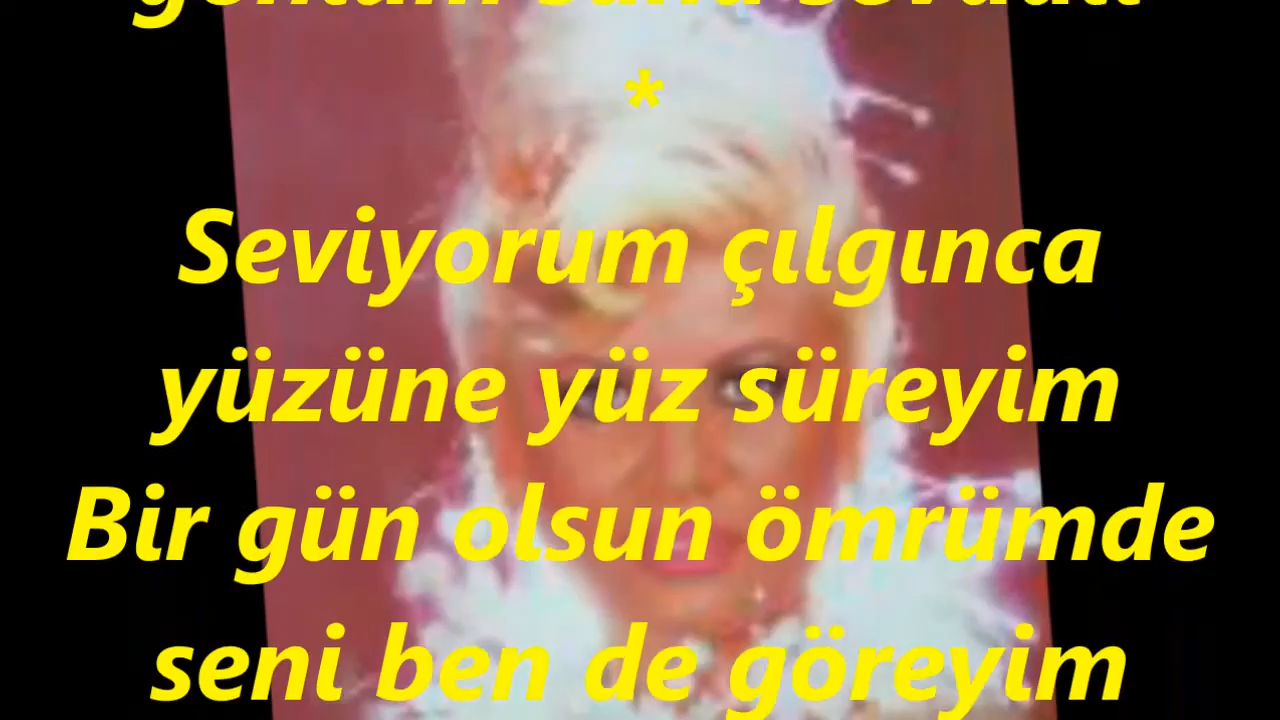 *
Seviyorum çılgınca
yüzüne yüz süreyim
Bir gün olsun ömrümde
seni ben de göreyim